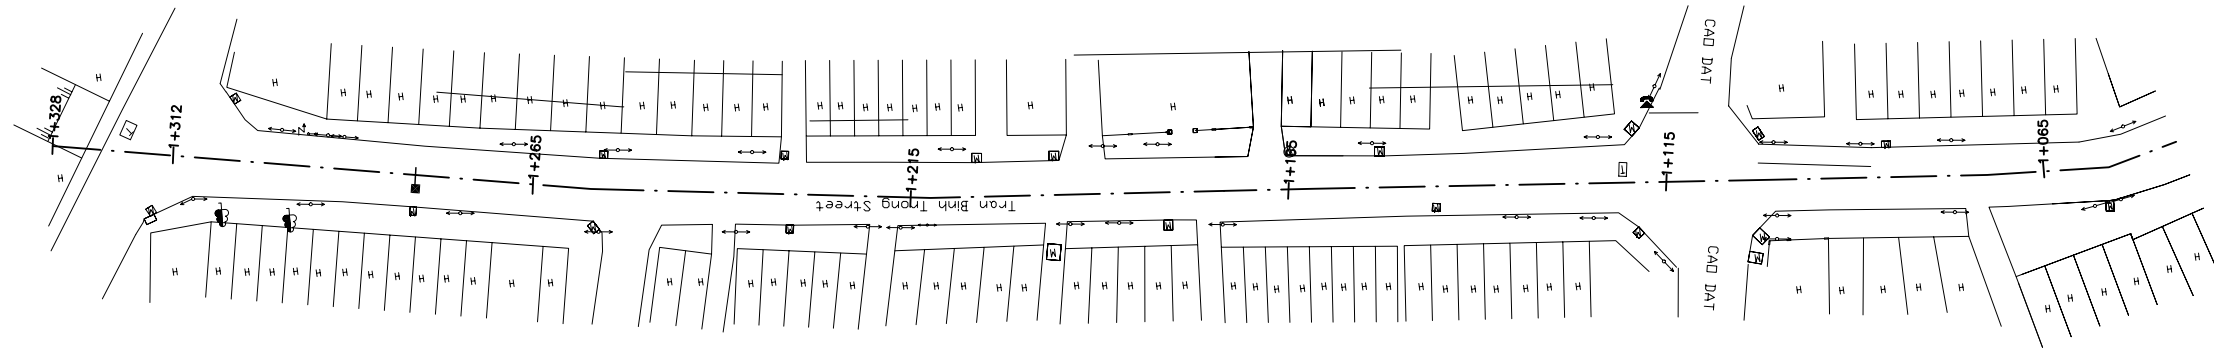 CAO DAT
1+328
1+312
1+265
1+215
1+165
1+115
1+065
Tran Binh Trong Street
CAO DAT